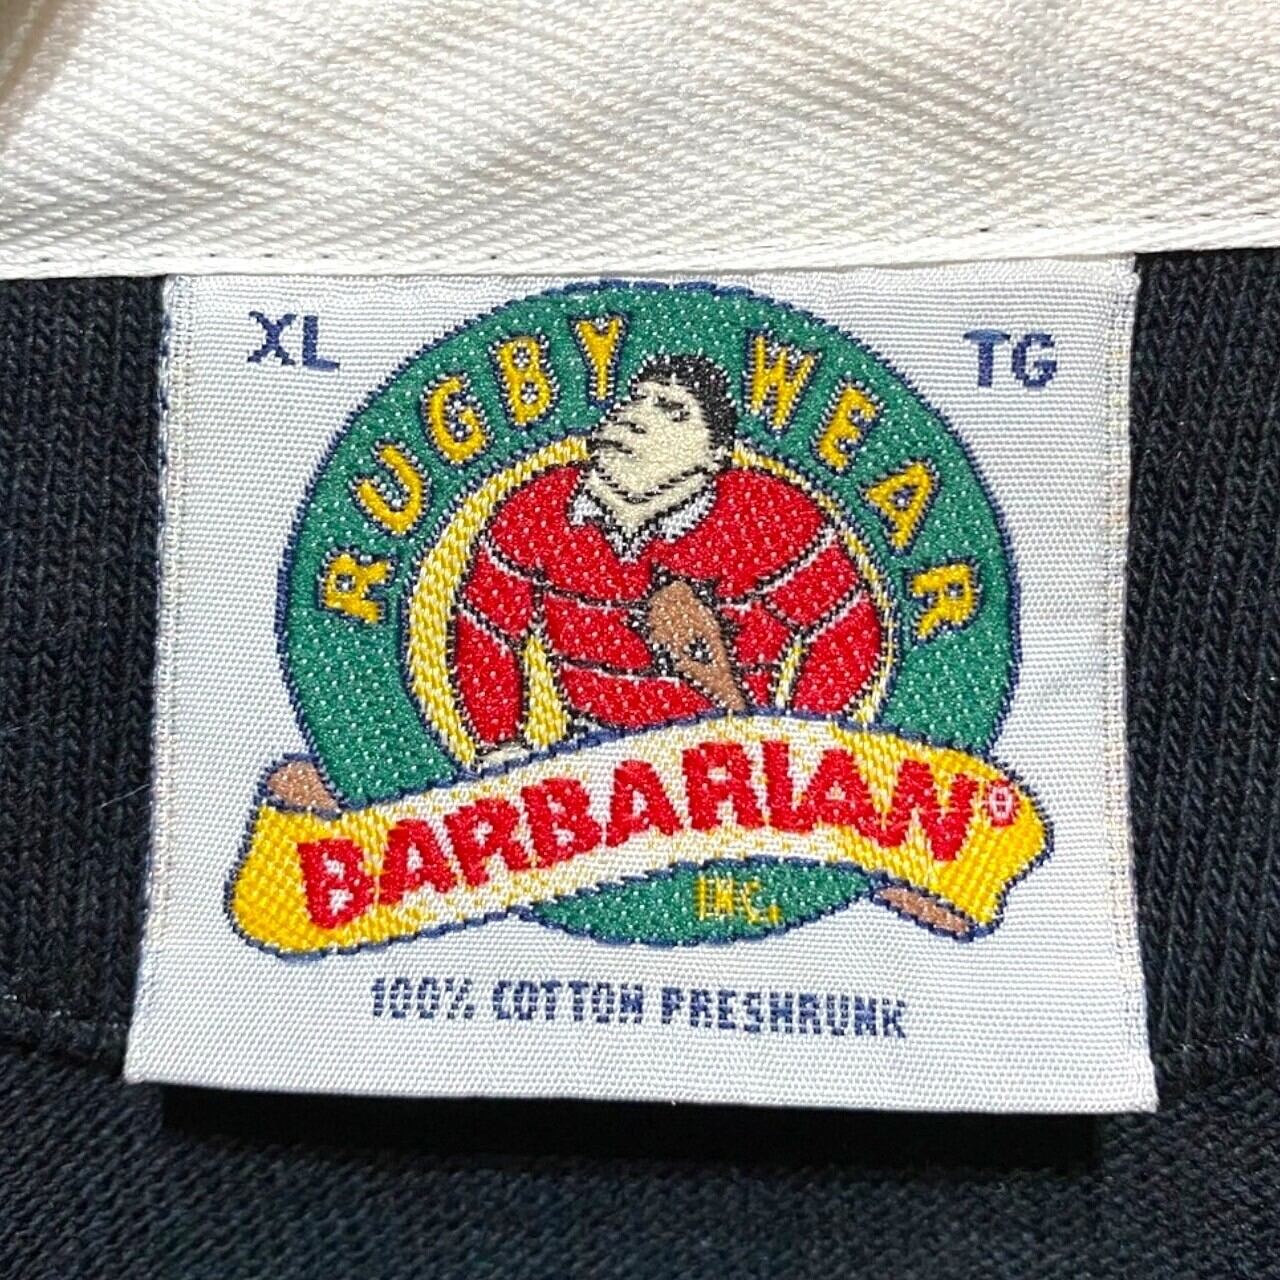 XL
TG
RUGBY WEAR
BARBARIAN®
INC.
100% COTTON PRESHRUNK